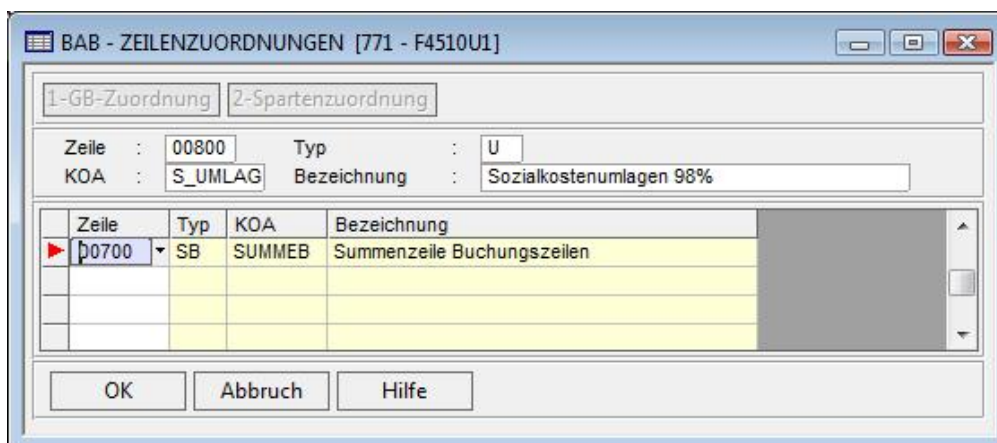 BAB - ZEILENZUORDNUNGEN [771 - F4510U1]
1-GB-Zuordnung 2-Spartenzuordnung
Zeile : 00800 Typ : U
KOA : S_UMLAG Bezeichnung : Sozialkostenumlagen 98%
Zeile Typ KOA Bezeichnung
00700 SB SUMMEB Summenzeile Buchungszeilen
OK Abbruch Hilfe